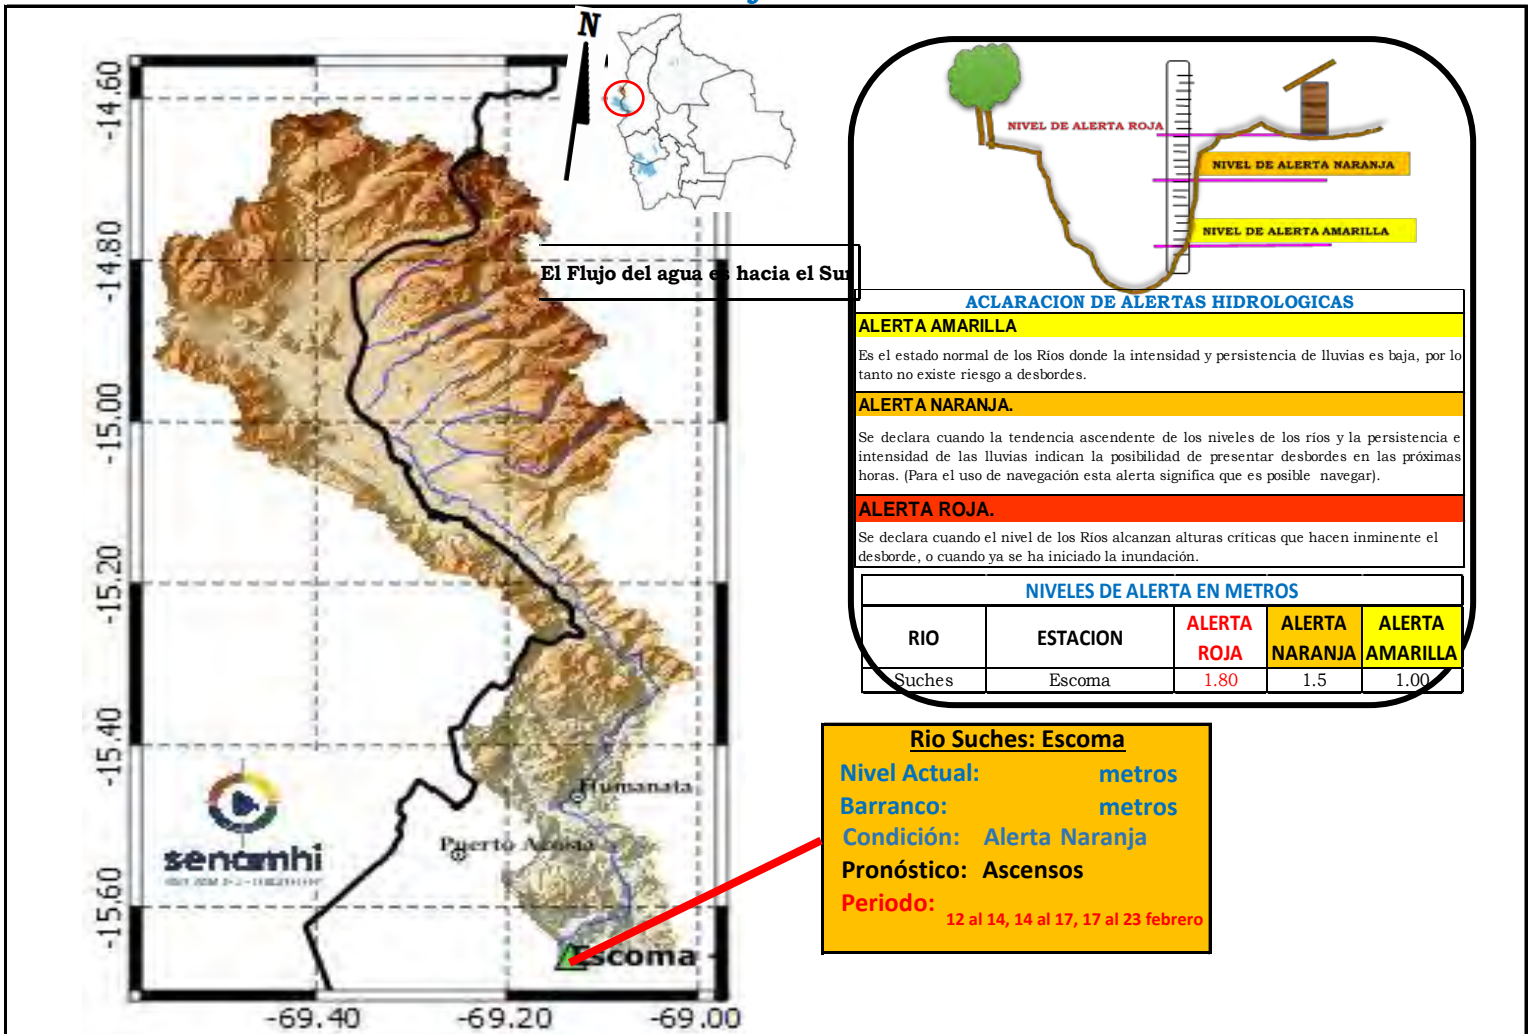 N
-14.60
-14.80
-15.00
-15.20
-15.40
-15.60
-69.40
-69.20
-69.00
El Flujo del agua es hacia el Sur
Humanata
Puerto Acosta
Escoma
senamhi
NIVEL DE ALERTA ROJA
NIVEL DE ALERTA NARANJA
NIVEL DE ALERTA AMARILLA
ACLARACION DE ALERTAS HIDROLOGICAS
ALERTA AMARILLA
Es el estado normal de los Ríos donde la intensidad y persistencia de lluvias es baja, por lo
tanto no existe riesgo a desbordes.
ALERTA NARANJA.
Se declara cuando la tendencia ascendente de los niveles de los ríos y la persistencia e
intensidad de las lluvias indican la posibilidad de presentar desbordes en las próximas
horas. (Para el uso de navegación esta alerta significa que es posible navegar).
ALERTA ROJA.
Se declara cuando el nivel de los Ríos alcanzan alturas críticas que hacen inminente el
desborde, o cuando ya se ha iniciado la inundación.
NIVELES DE ALERTA EN METROS
RIO ESTACION ALERTA ROJA ALERTA NARANJA ALERTA AMARILLA
Suches Escoma 1.80 1.5 1.00
Rio Suches: Escoma
Nivel Actual: metros
Barranco: metros
Condición: Alerta Naranja
Pronóstico: Ascensos
Periodo: 12 al 14, 14 al 17, 17 al 23 febrero